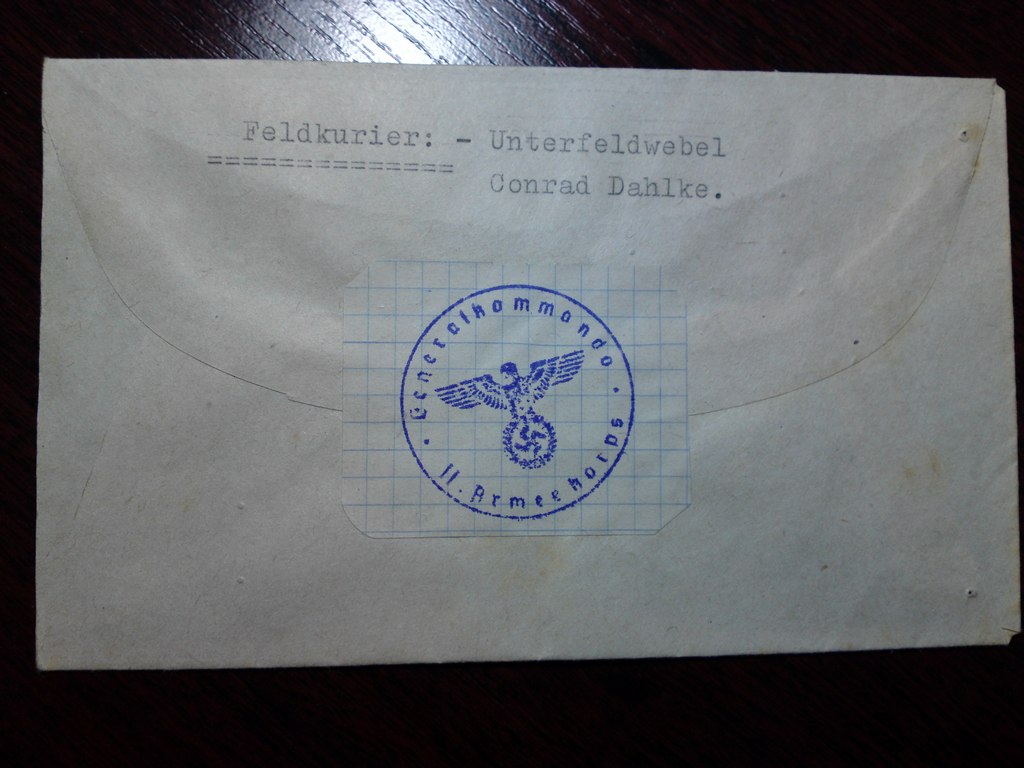 Feldkurier: - Unterfeldwebel
==============
Conrad Dahlke.
Generalkommando
II. Armeekorps